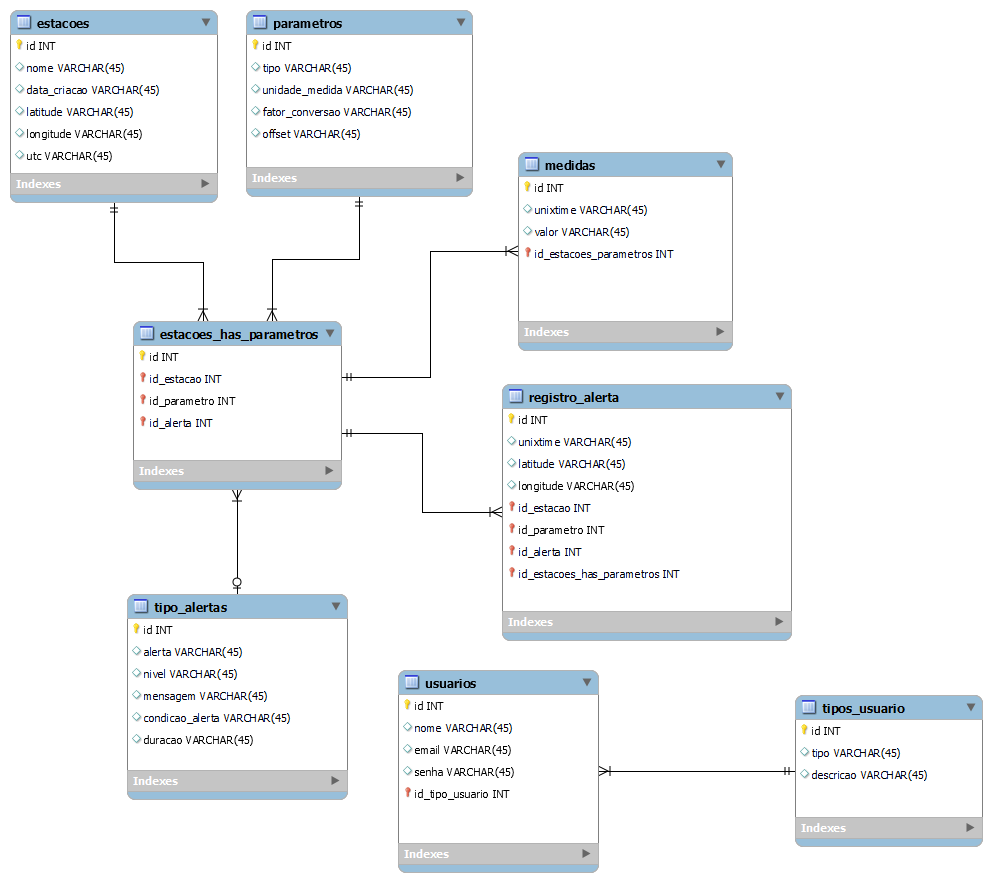 estacoes
id INT
nome VARCHAR(45)
data_criacao VARCHAR(45)
latitude VARCHAR(45)
longitude VARCHAR(45)
utc VARCHAR(45)
Indexes
parametros
id INT
tipo VARCHAR(45)
unidade_medida VARCHAR(45)
fator_conversao VARCHAR(45)
offset VARCHAR(45)
Indexes
medidas
id INT
unixtime VARCHAR(45)
valor VARCHAR(45)
id_estacoes_parametros INT
Indexes
estacoes_has_parametros
id INT
id_estacao INT
id_parametro INT
id_alerta INT
Indexes
registro_alerta
id INT
unixtime VARCHAR(45)
latitude VARCHAR(45)
longitude VARCHAR(45)
id_estacao INT
id_parametro INT
id_alerta INT
id_estacoes_has_parametros INT
Indexes
tipo_alertas
id INT
alerta VARCHAR(45)
nivel VARCHAR(45)
mensagem VARCHAR(45)
condicao_alerta VARCHAR(45)
duracao VARCHAR(45)
Indexes
usuarios
id INT
nome VARCHAR(45)
email VARCHAR(45)
senha VARCHAR(45)
id_tipo_usuario INT
Indexes
tipos_usuario
id INT
tipo VARCHAR(45)
descricao VARCHAR(45)
Indexes